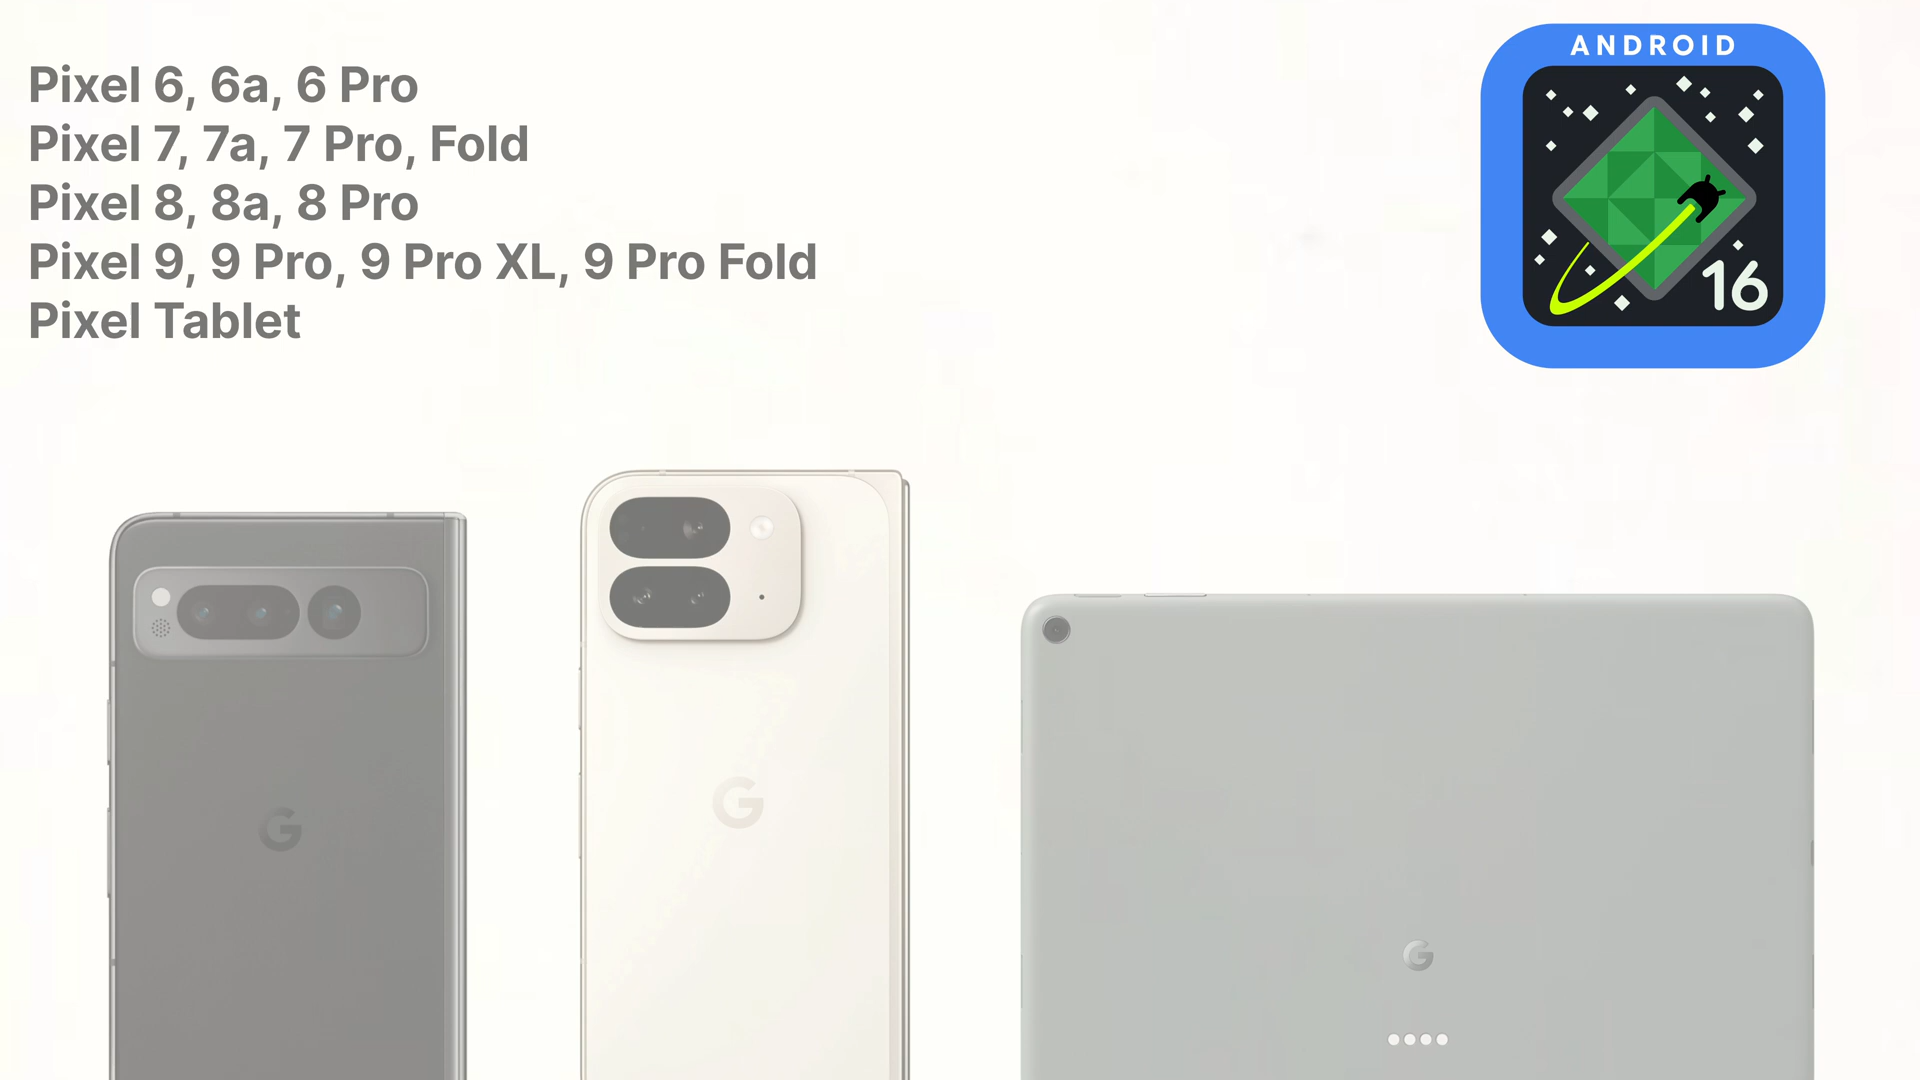 Pixel 6, 6a, 6 Pro
Pixel 7, 7a, 7 Pro, Fold
Pixel 8, 8a, 8 Pro
Pixel 9, 9 Pro, 9 Pro XL, 9 Pro Fold
Pixel Tablet
ANDROID
16
G
G
G